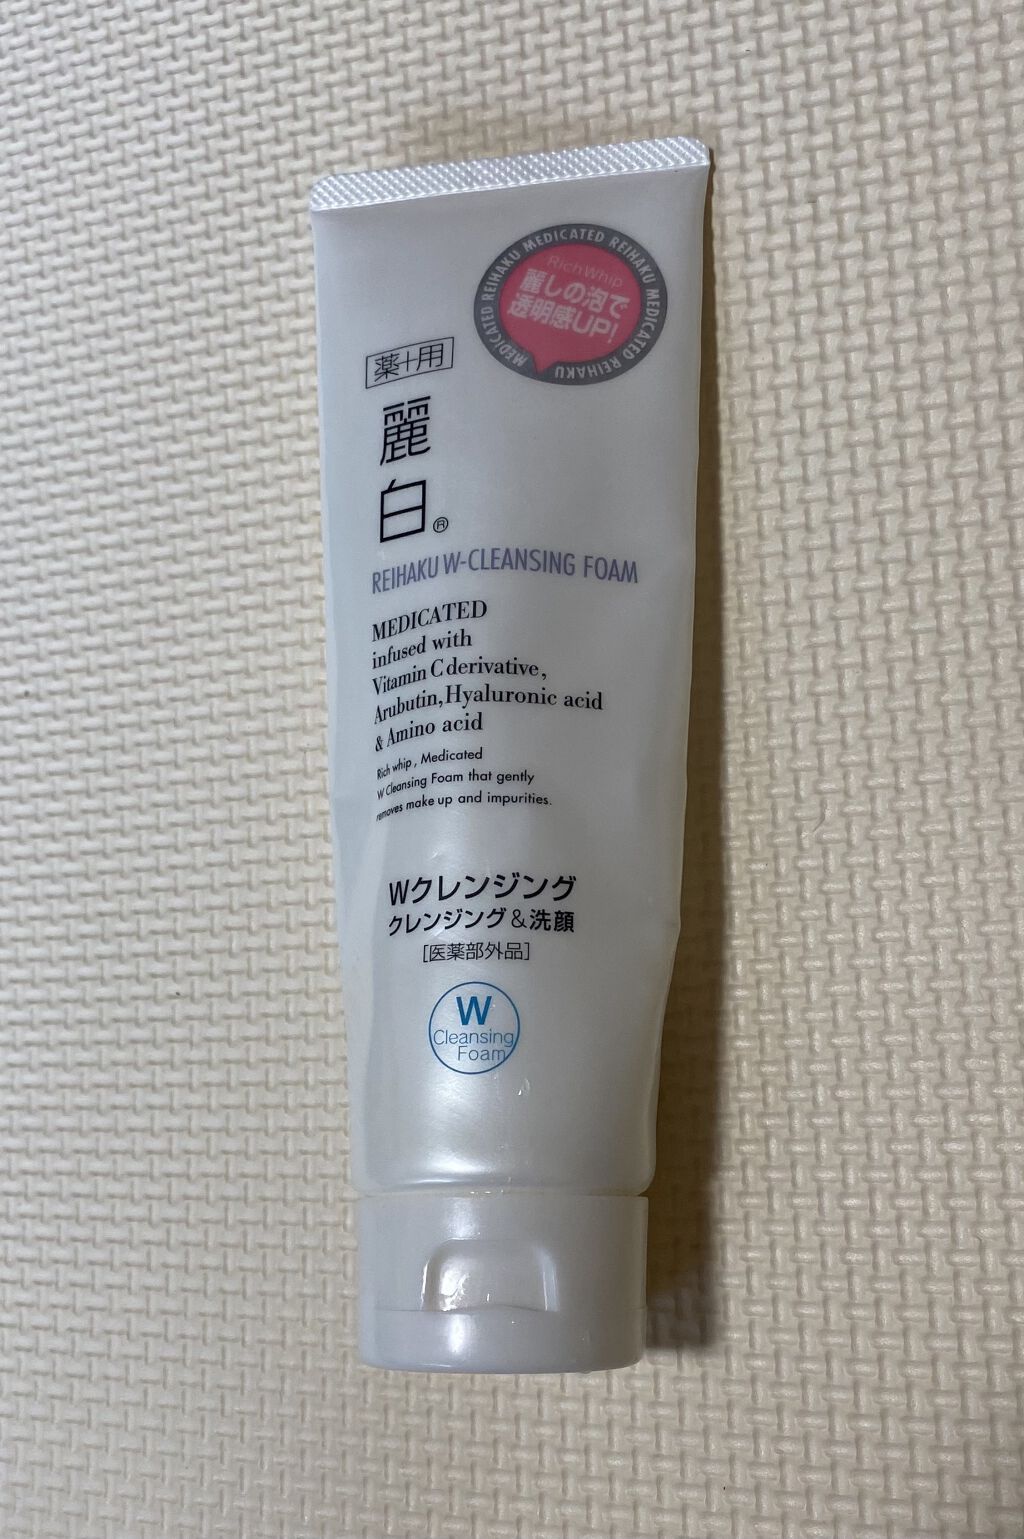 MEDICATED REIHAKU MEDICATED REIHAKU MEDICATED REIHAKU
RichWhip
麗しの泡で
透明感UP!
薬用
麗
白®
REIHAKU W-CLEANSING FOAM
MEDICATED
infused with
Vitamin C derivative,
Arubutin, Hyaluronic acid
& Amino acid
Rich whip, Medicated
W Cleansing Foam that gently
removes make up and impurities.
Wクレンジング
クレンジング&洗顔
[医薬部外品]
W
Cleansing
Foam